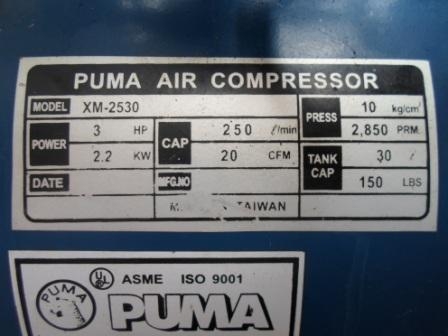 PUMA AIR COMPRESSOR
MODEL XM-2530 PRESS 10 kg/cm²
POWER 3 HP CAP 250 ℓ/min 2,850 PRM
2.2 KW 20 CFM TANK CAP 30 ℓ
DATE MFG.NO 150 LBS
TAIWAN
PUMA UL ASME ISO 9001
PUMA